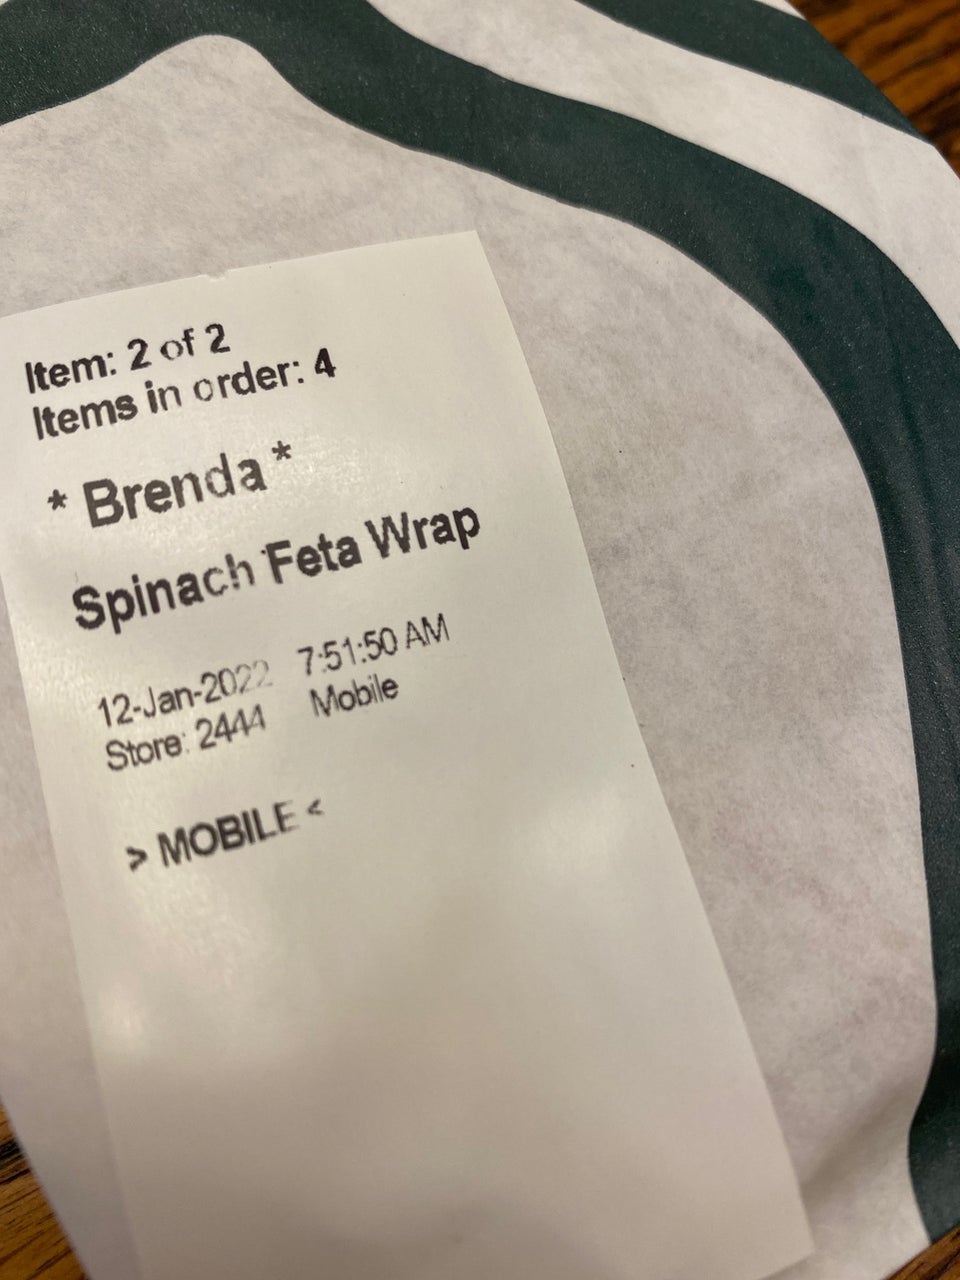 Item: 2 of 2
Items in order: 4
* Brenda *
Spinach Feta Wrap
12-Jan-2022 7:51:50 AM
Store: 2444 Mobile
> MOBILE <